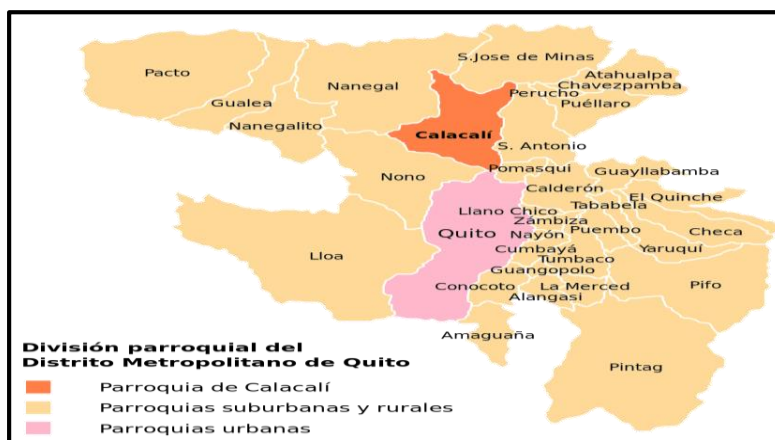 S.Jose de Minas
Pacto
Nanegal
Atahualpa
Chavezpamba
Perucho
Gualea
Puéllaro
Nanegalito
Calacalí
S. Antonio
Pomasqui
Guayllabamba
Nono
Calderón
El Quinche
Tababela
Llano Chico
Zámbiza
Quito
Nayón
Puembo
Checa
Cumbayá
Yaruquí
Lloa
Tumbaco
Guangopolo
Pifo
Conocoto
La Merced
Alangasi
Amaguaña
Pintag
División parroquial del
Distrito Metropolitano de Quito
Parroquia de Calacalí
Parroquias suburbanas y rurales
Parroquias urbanas